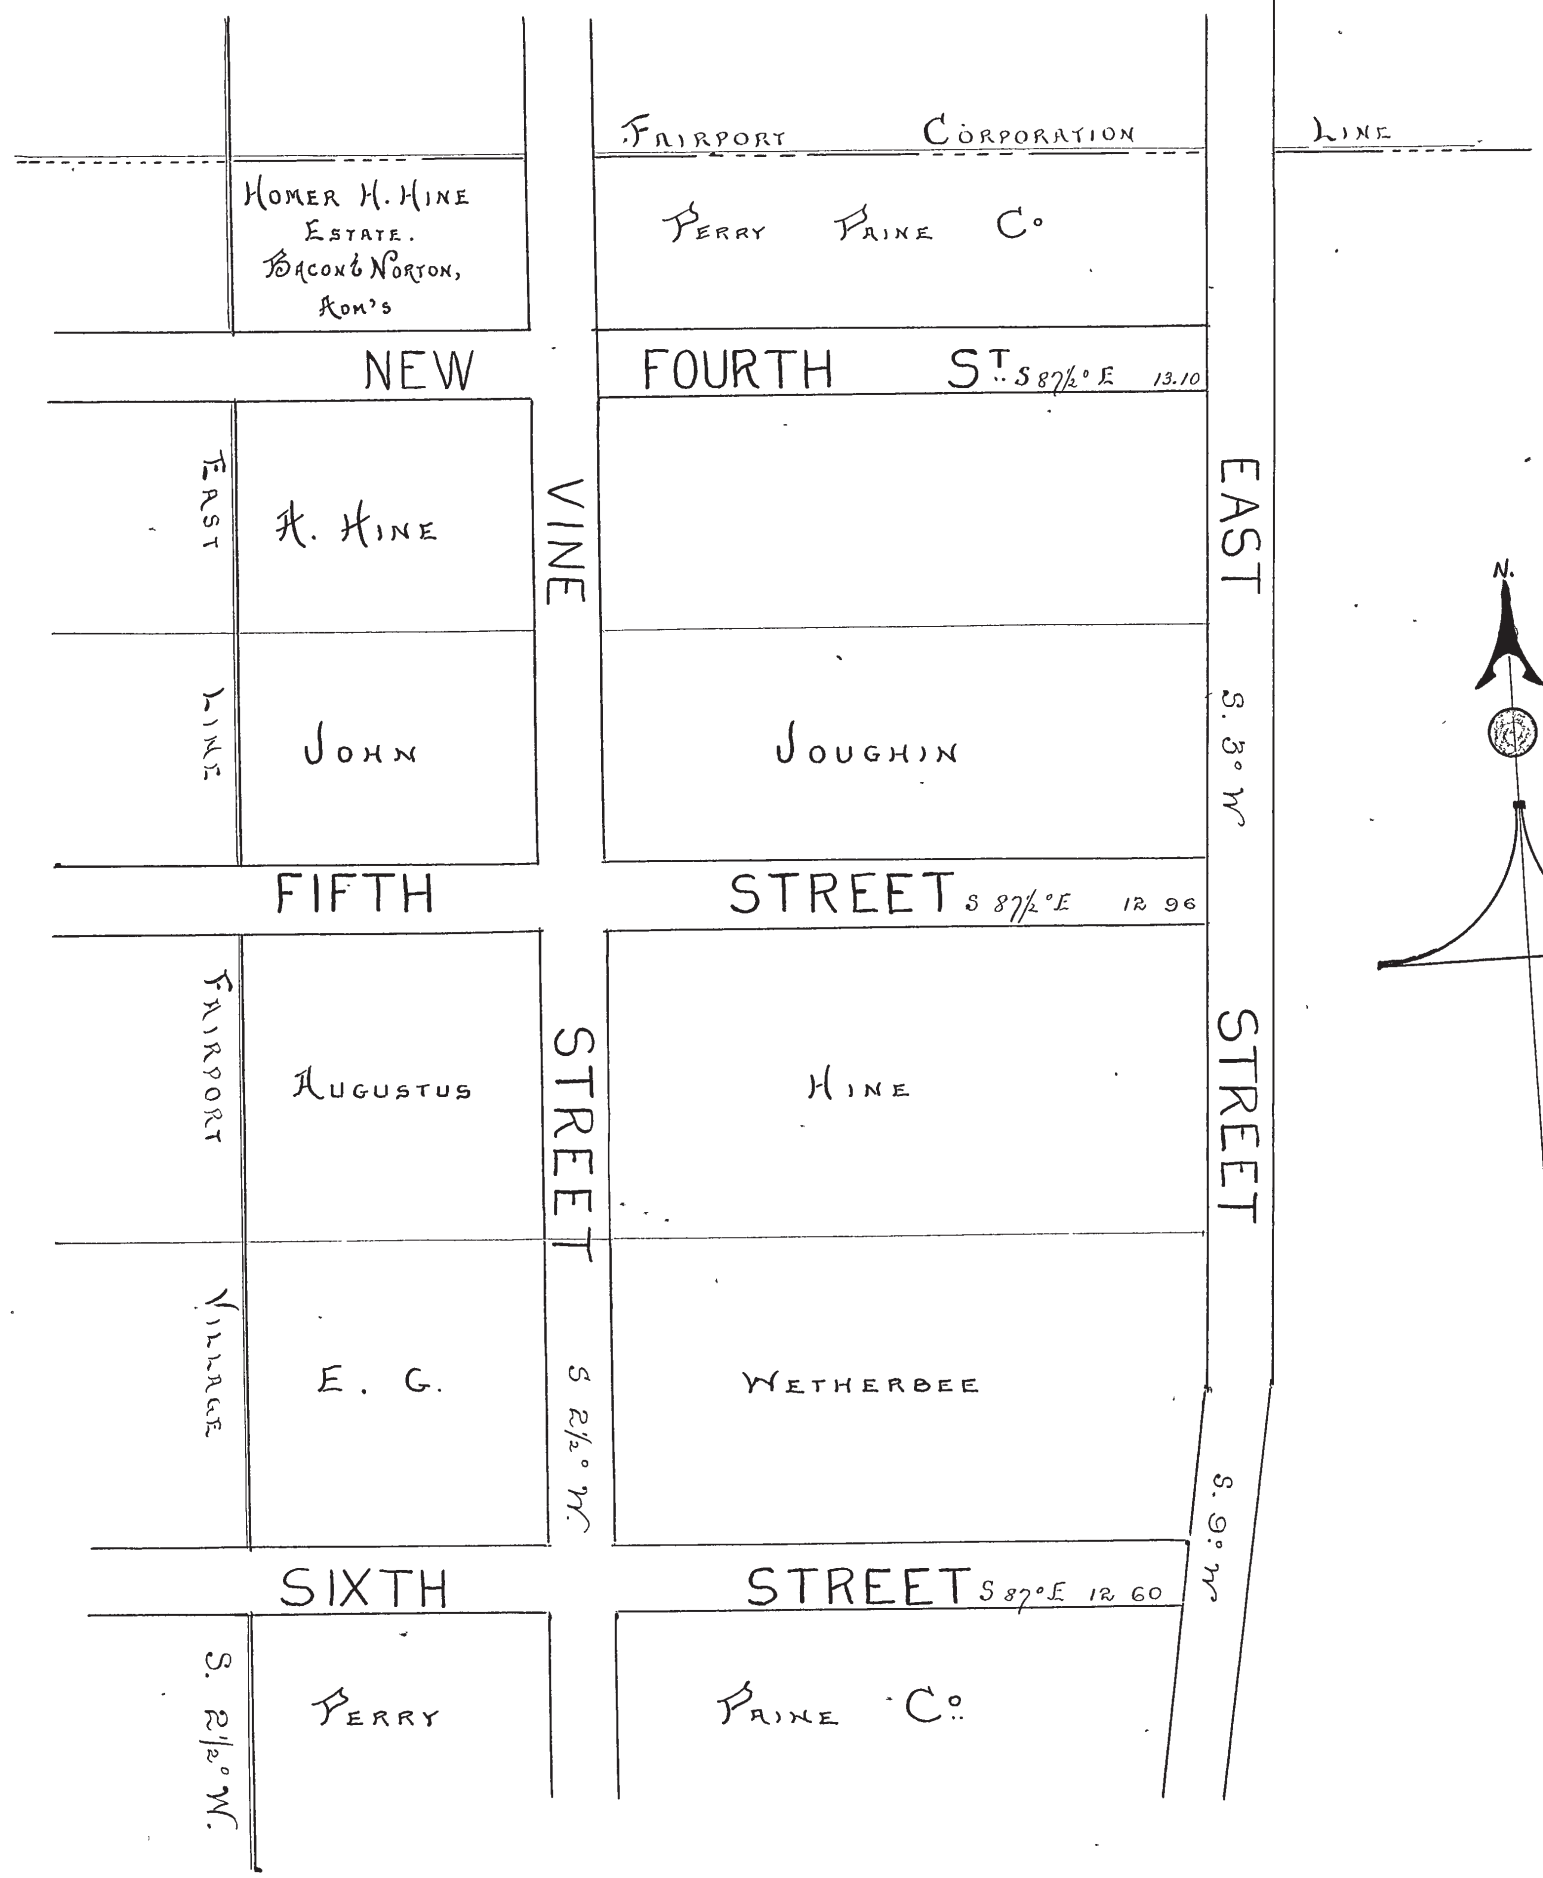 FAIRPORT CORPORATION LINE
HOMER H. HINE
ESTATE.
BACON & NORTON,
ADM'S
PERRY PAINE Co
NEW FOURTH ST. S 87½° E 13.10
EAST LINE FAIRPORT VILLAGE S. 2½° W.
A. HINE
VINE STREET S 2½° W.
EAST STREET S. 3° W S. 9° W
N.
JOHN JOUGHIN
FIFTH STREET S 87½° E 12 96
AUGUSTUS HINE
E. G. WETHERBEE
SIXTH STREET S 87° E 12 60
PERRY PAINE Co.